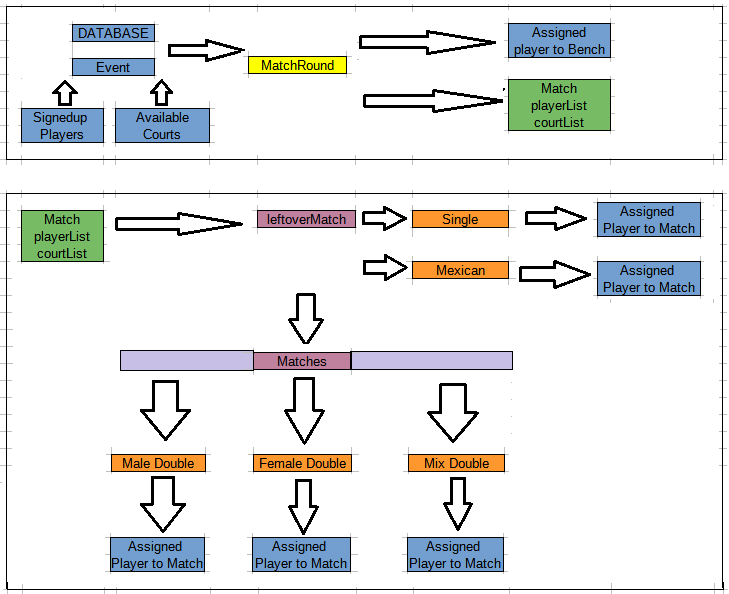 DATABASE
Event
Signedup
Players
Available
Courts
MatchRound
Assigned
player to Bench
Match
playerList
courtList
Match
playerList
courtList
leftoverMatch
Single
Assigned
Player to Match
Mexican
Assigned
Player to Match
Matches
Male Double
Female Double
Mix Double
Assigned
Player to Match
Assigned
Player to Match
Assigned
Player to Match